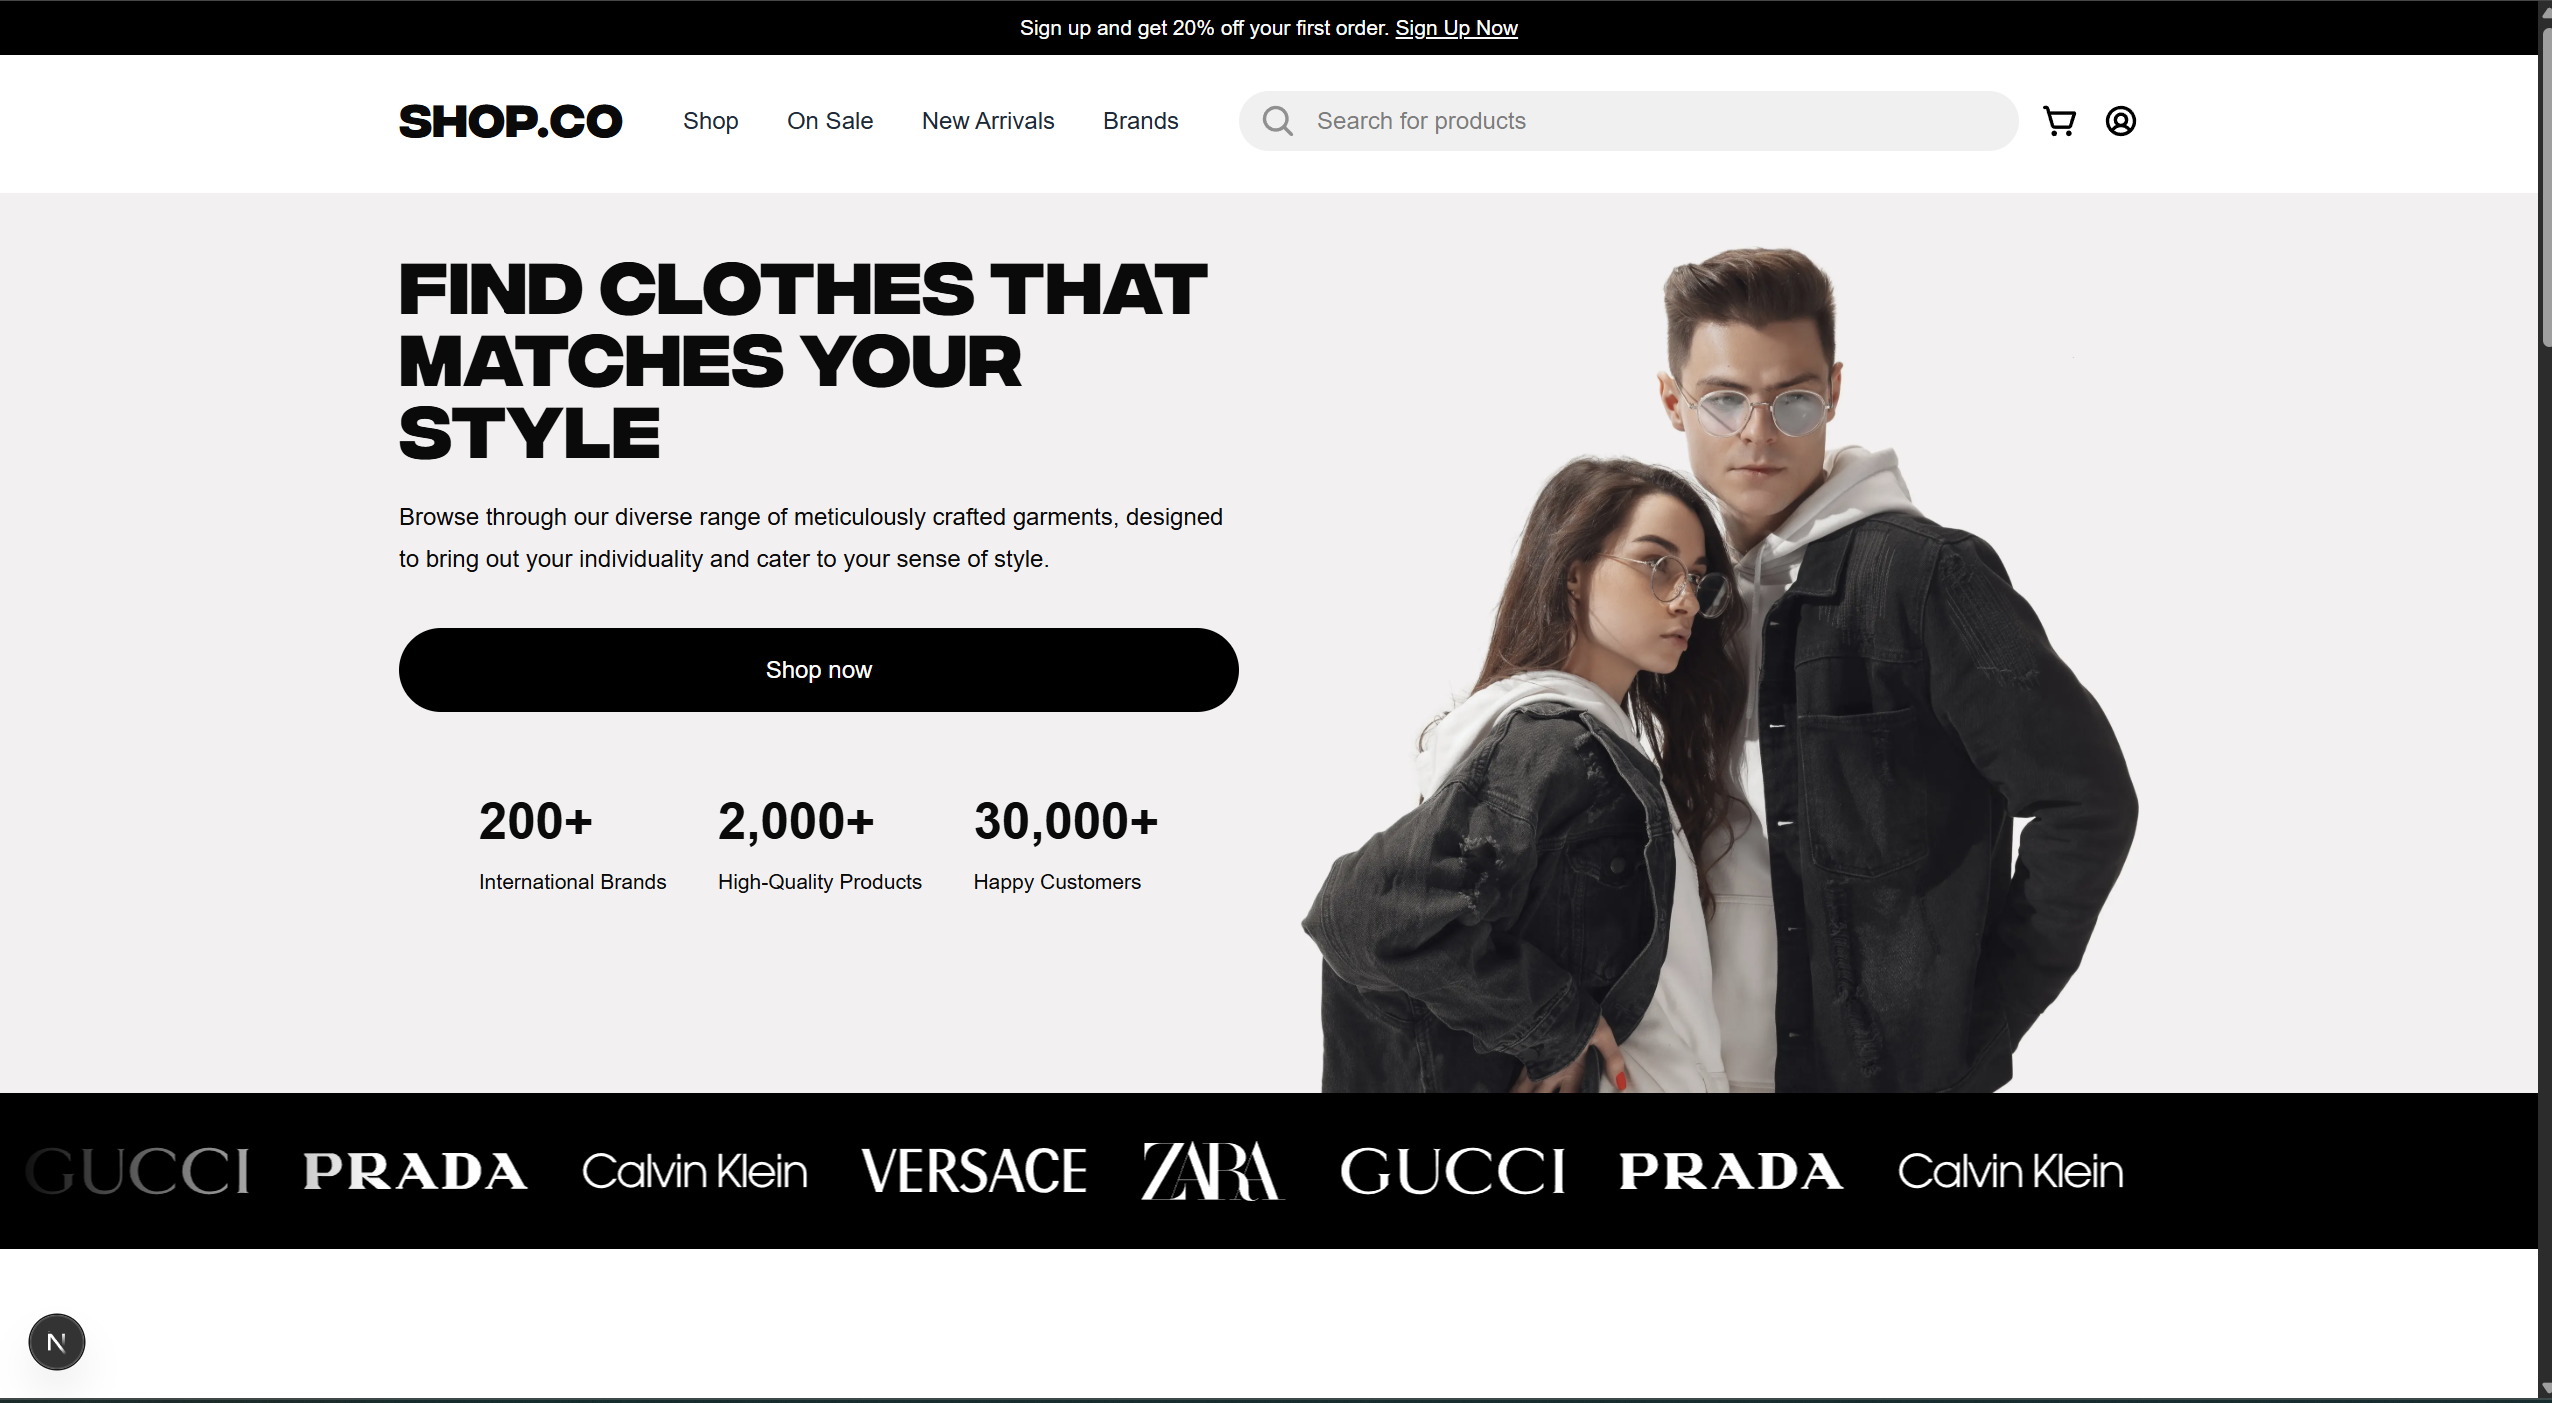 Sign up and get 20% off your first order. Sign Up Now
SHOP.CO
Shop
On Sale
New Arrivals
Brands
Search for products
FIND CLOTHES THAT
MATCHES YOUR
STYLE
Browse through our diverse range of meticulously crafted garments, designed
to bring out your individuality and cater to your sense of style.
Shop now
200+
International Brands
2,000+
High-Quality Products
30,000+
Happy Customers
GUCCI
PRADA
Calvin Klein
VERSACE
ZARA
GUCCI
PRADA
Calvin Klein
N